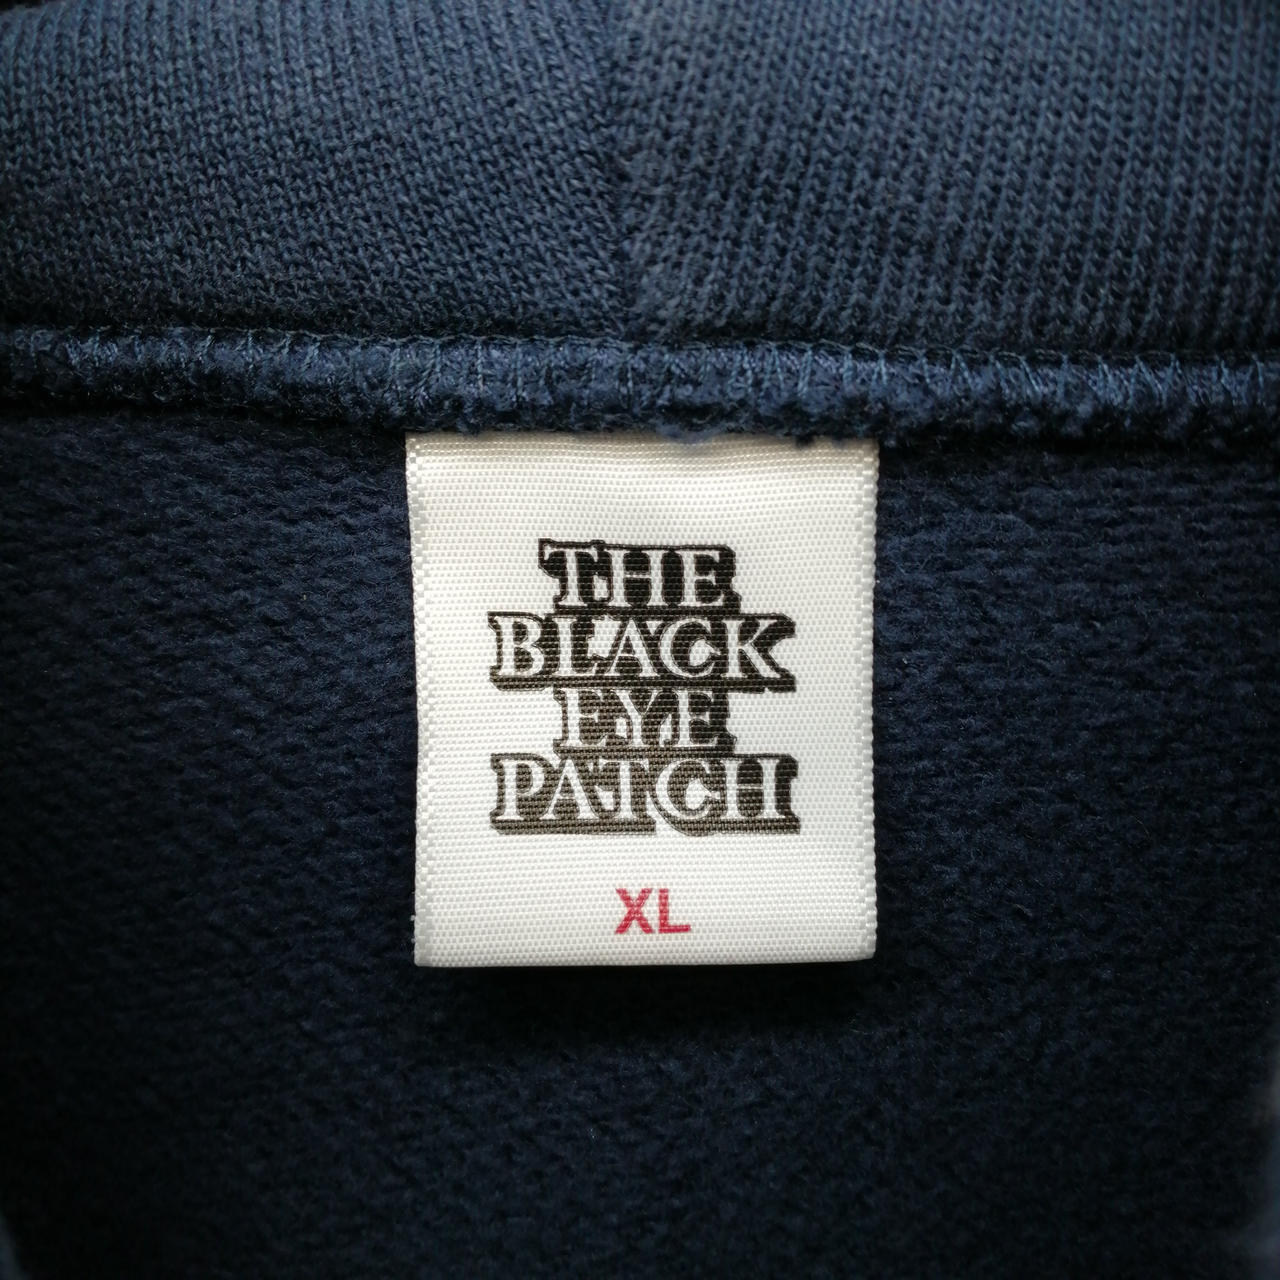 THE
BLACK
EYE
PATCH
XL